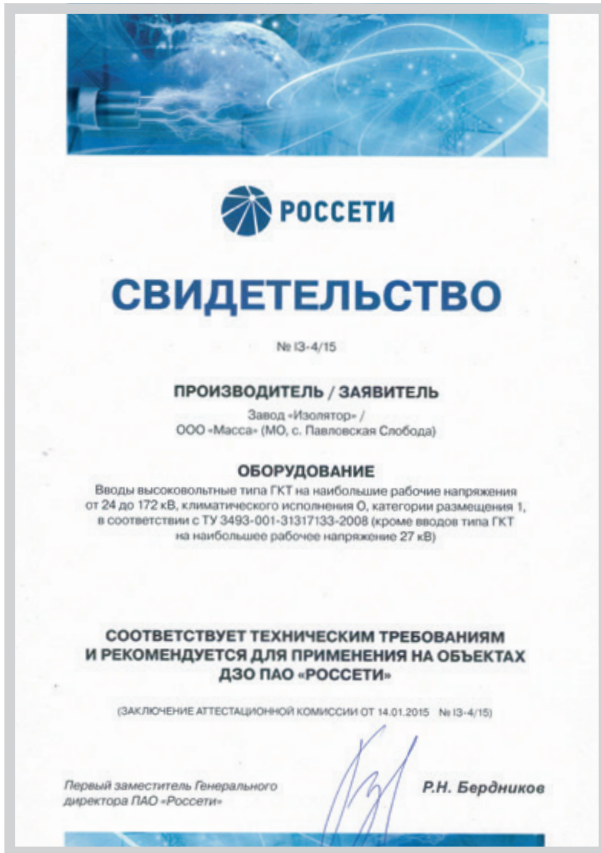 РОССЕТИ
СВИДЕТЕЛЬСТВО
№ I3-4/15
ПРОИЗВОДИТЕЛЬ / ЗАЯВИТЕЛЬ
Завод «Изолятор» /
ООО «Масса» (МО, с. Павловская Слобода)
ОБОРУДОВАНИЕ
Вводы высоковольтные типа ГКТ на наибольшие рабочие напряжения
от 24 до 172 кВ, климатического исполнения О, категории размещения 1,
в соответствии с ТУ 3493-001-31317133-2008 (кроме вводов типа ГКТ
на наибольшее рабочее напряжение 27 кВ)
СООТВЕТСТВУЕТ ТЕХНИЧЕСКИМ ТРЕБОВАНИЯМ
И РЕКОМЕНДУЕТСЯ ДЛЯ ПРИМЕНЕНИЯ НА ОБЪЕКТАХ
ДЗО ПАО «РОССЕТИ»
(ЗАКЛЮЧЕНИЕ АТТЕСТАЦИОННОЙ КОМИССИИ ОТ 14.01.2015 № I3-4/15)
Первый заместитель Генерального
директора ПАО «Россети»
Р.Н. Бердников